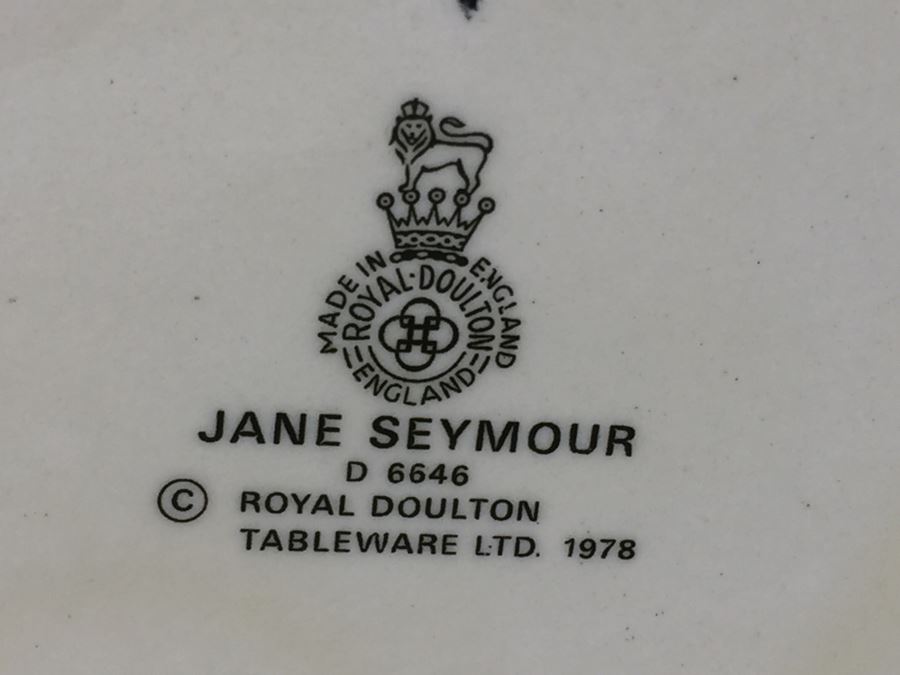 MADE IN ENGLAND
ROYAL·DOULTON
ENGLAND
JANE SEYMOUR
D 6646
© ROYAL DOULTON
TABLEWARE LTD. 1978